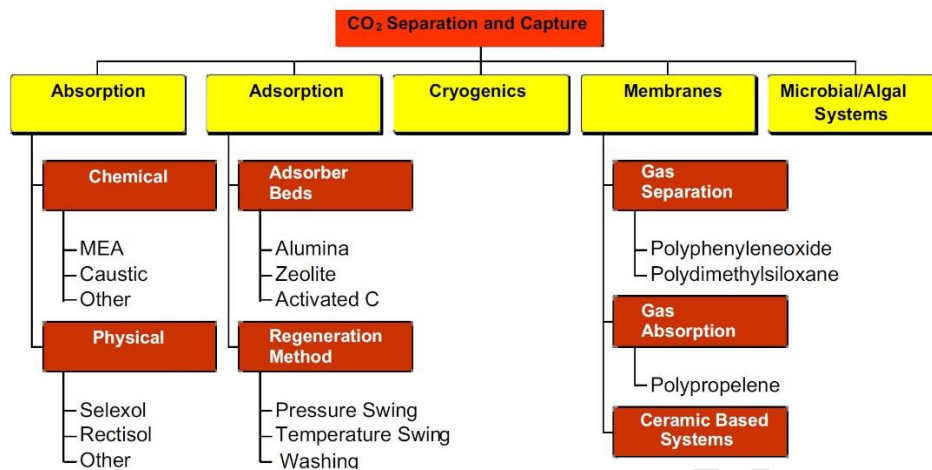 CO₂ Separation and Capture
Absorption
Adsorption
Cryogenics
Membranes
Microbial/Algal
Systems
Chemical
MEA
Caustic
Other
Physical
Selexol
Rectisol
Other
Adsorber
Beds
Alumina
Zeolite
Activated C
Regeneration
Method
Pressure Swing
Temperature Swing
Washing
Gas
Separation
Polyphenyleneoxide
Polydimethylsiloxane
Gas
Absorption
Polypropelene
Ceramic Based
Systems